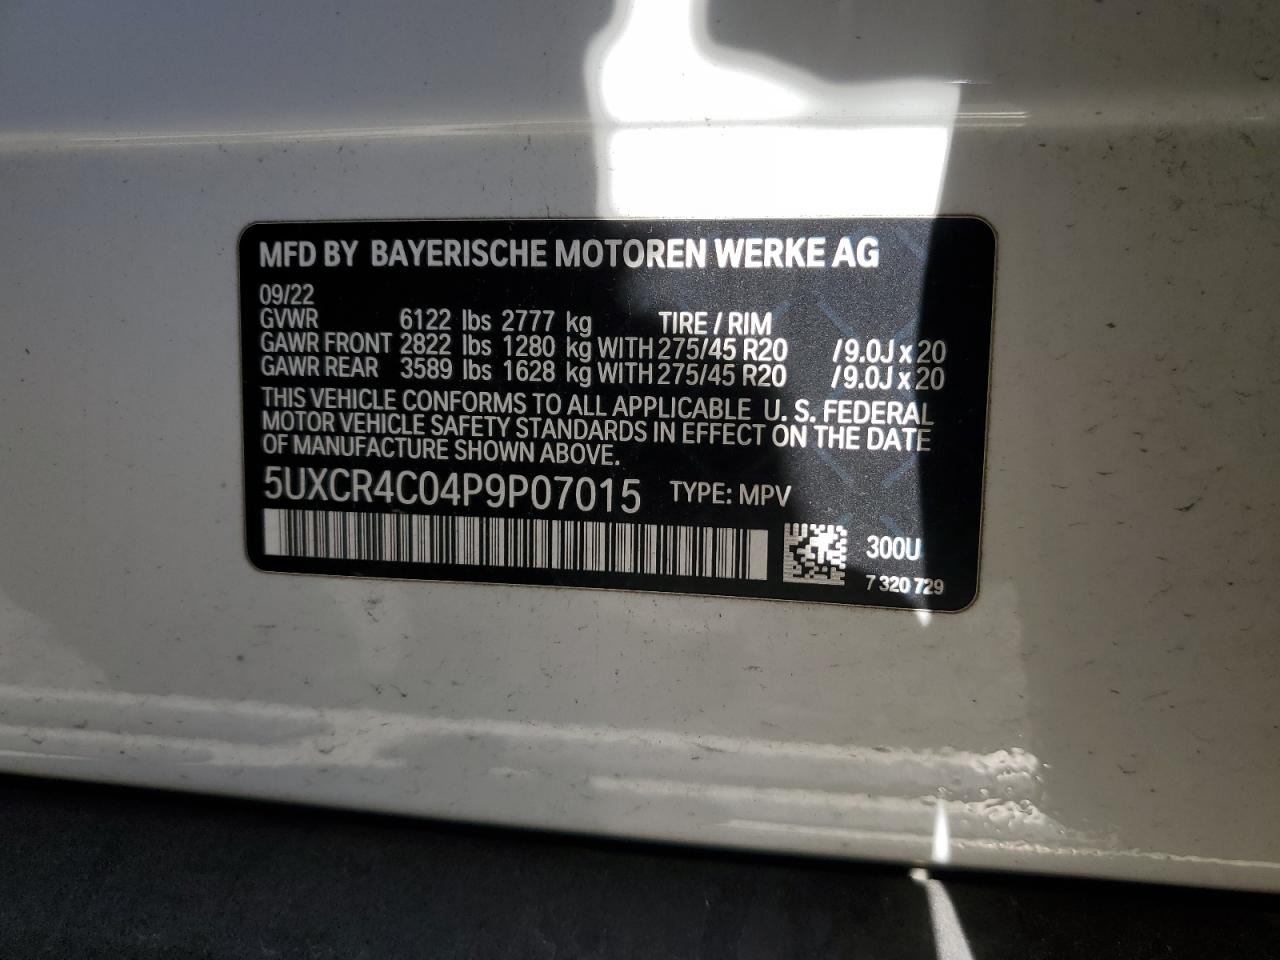 MFD BY BAYERISCHE MOTOREN WERKE AG
09/22
GVWR 6122 lbs 2777 kg TIRE / RIM
GAWR FRONT 2822 lbs 1280 kg WITH 275/45 R20 /9.0J x 20
GAWR REAR 3589 lbs 1628 kg WITH 275/45 R20 /9.0J x 20
THIS VEHICLE CONFORMS TO ALL APPLICABLE U. S. FEDERAL
MOTOR VEHICLE SAFETY STANDARDS IN EFFECT ON THE DATE
OF MANUFACTURE SHOWN ABOVE.
5UXCR4C04P9P07015 TYPE: MPV
300U
7 320 729